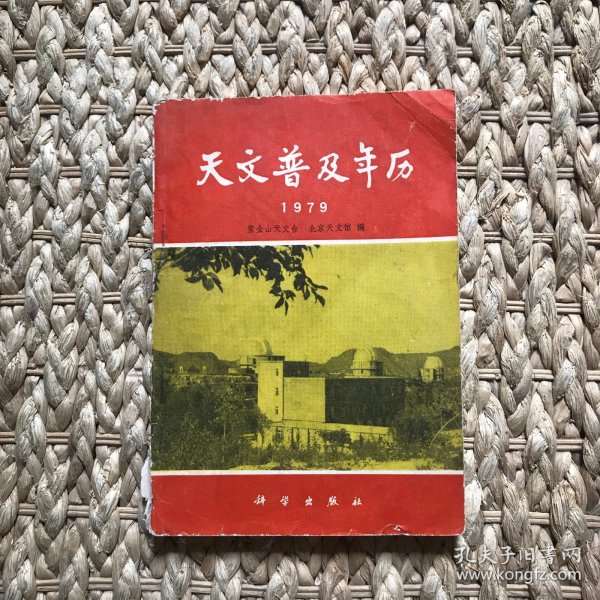 天文普及年历
1979
紫金山天文台 北京天文馆 编
科学出版社
孔夫子旧书网
www.kongfz.com